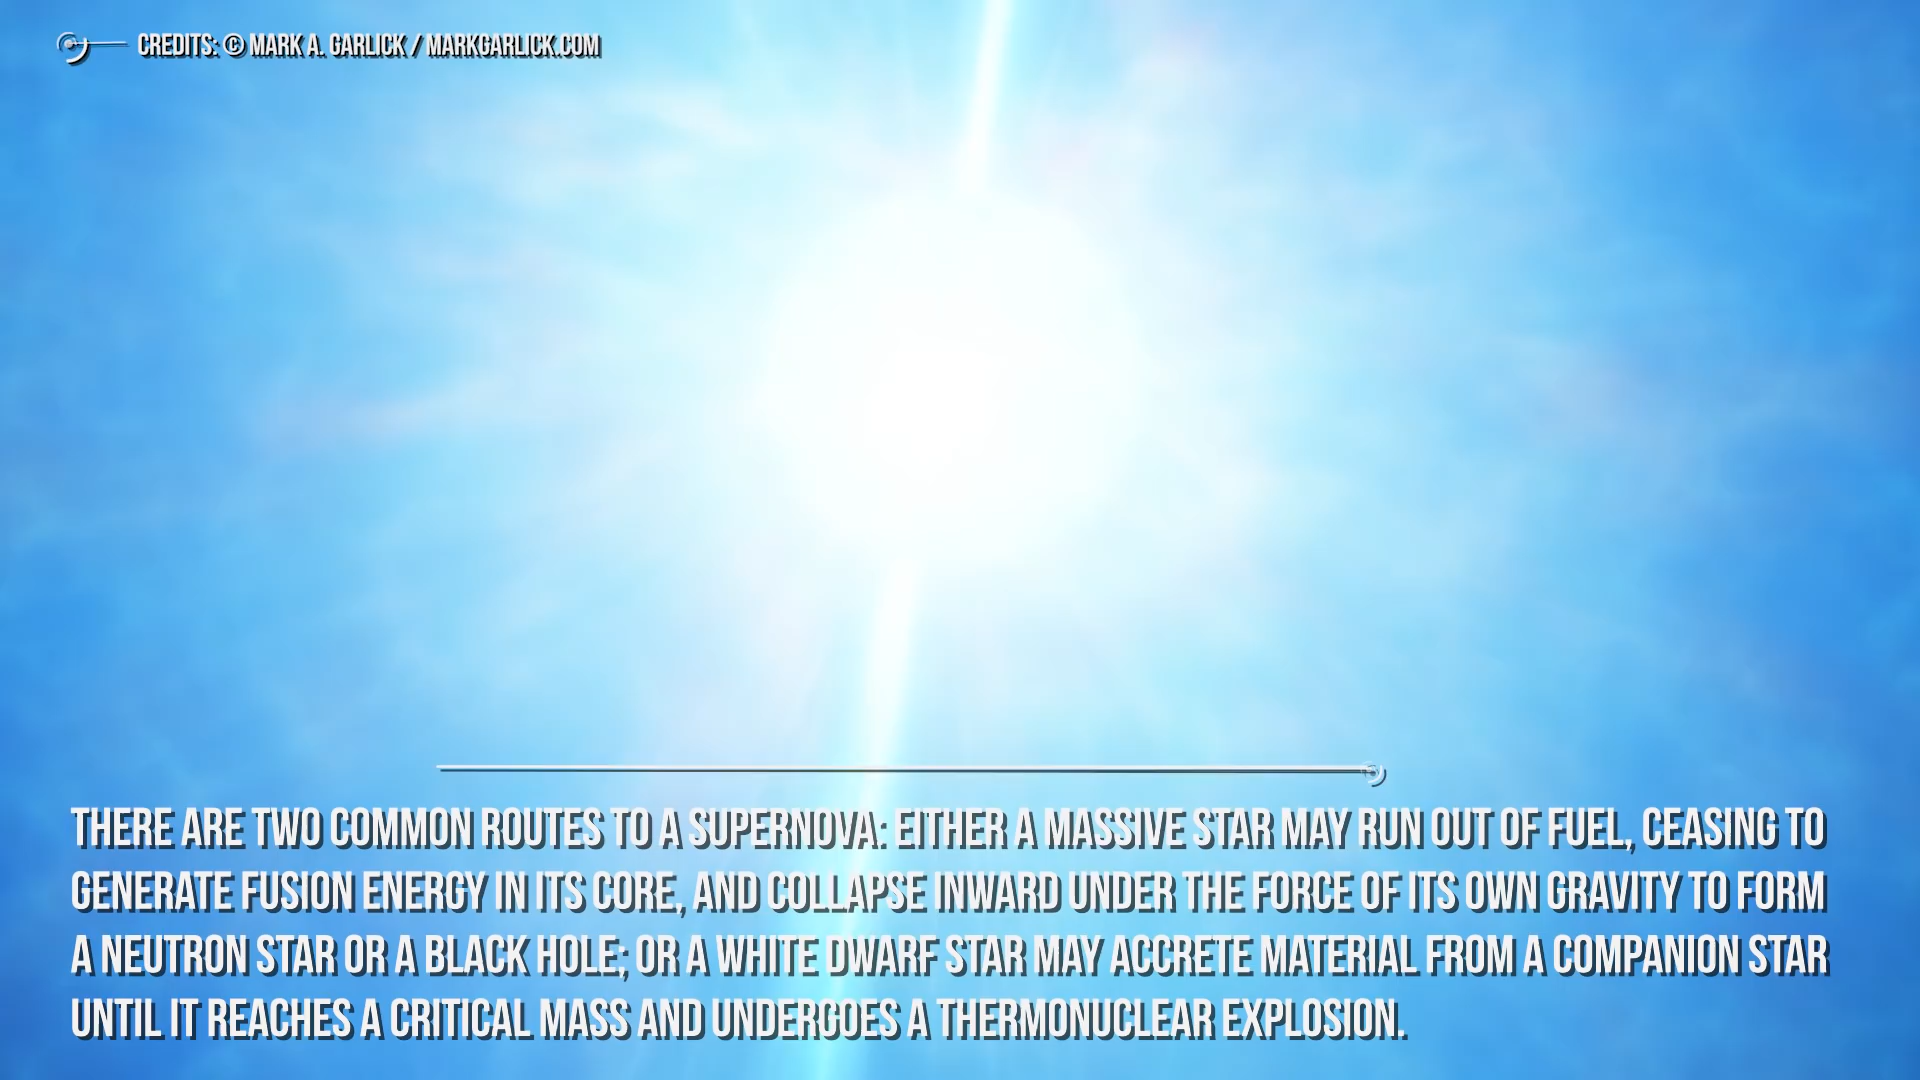 CREDITS: © MARK A. GARLICK / MARKGARLICK.COM
THERE ARE TWO COMMON ROUTES TO A SUPERNOVA: EITHER A MASSIVE STAR MAY RUN OUT OF FUEL, CEASING TO
GENERATE FUSION ENERGY IN ITS CORE, AND COLLAPSE INWARD UNDER THE FORCE OF ITS OWN GRAVITY TO FORM
A NEUTRON STAR OR A BLACK HOLE; OR A WHITE DWARF STAR MAY ACCRETE MATERIAL FROM A COMPANION STAR
UNTIL IT REACHES A CRITICAL MASS AND UNDERGOES A THERMONUCLEAR EXPLOSION.